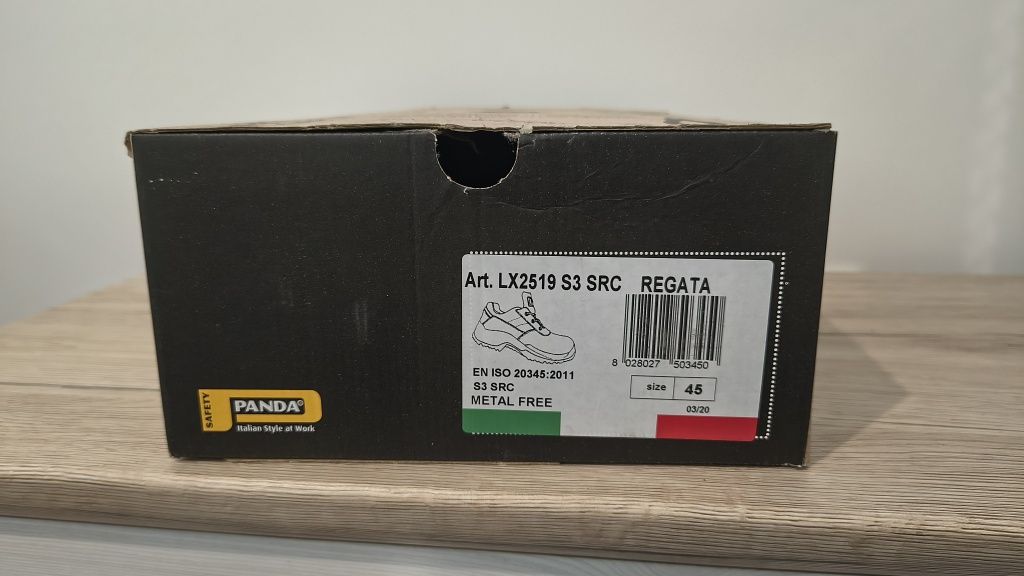 Art. LX2519 S3 SRC REGATA
8 028027 503450
EN ISO 20345:2011
S3 SRC
METAL FREE
size 45
03/20
SAFETY
PANDA®
Italian Style at Work